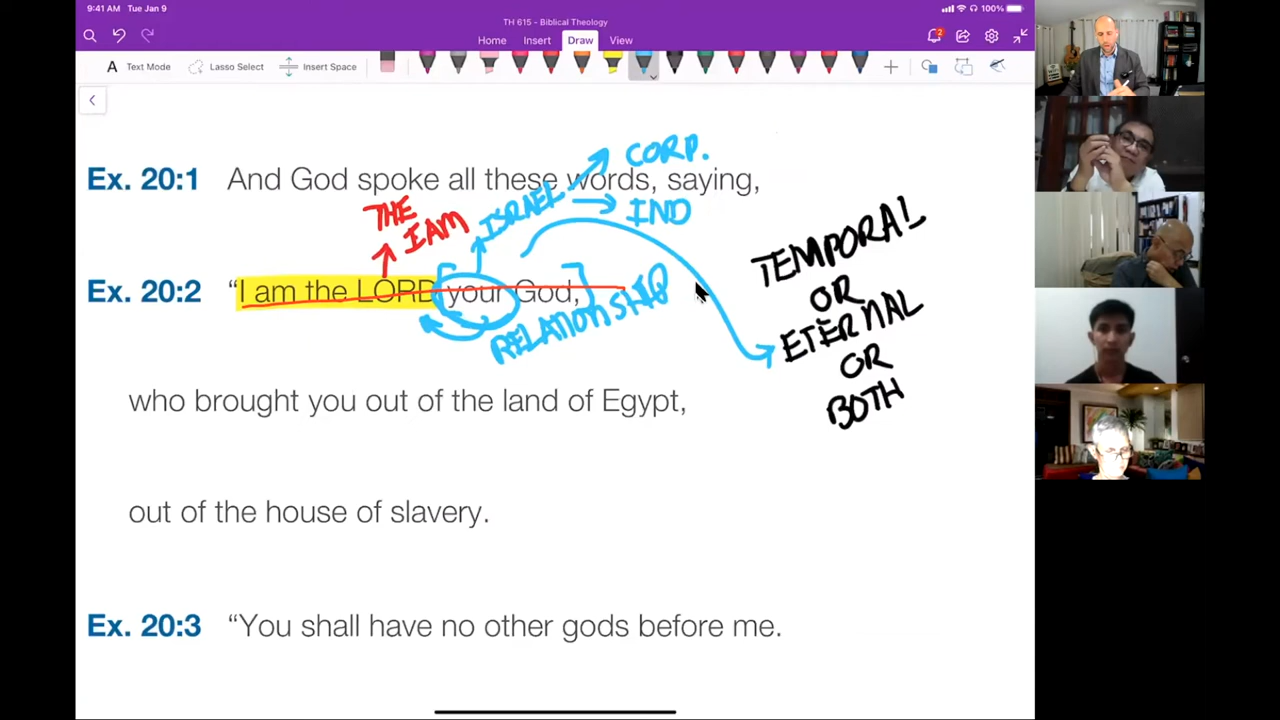 9:41 AM Tue Jan 9
100%
TH 615 - Biblical Theology
Home Insert Draw View
2
A Text Mode Lasso Select Insert Space
CORP.
Ex. 20:1 And God spoke all these words, saying,
THE
I AM
ISRAEL
IND
TEMPORAL
OR
ETERNAL
OR
BOTH
Ex. 20:2 “I am the LORD your God,
RELATIONSHIP
who brought you out of the land of Egypt,
out of the house of slavery.
Ex. 20:3 “You shall have no other gods before me.